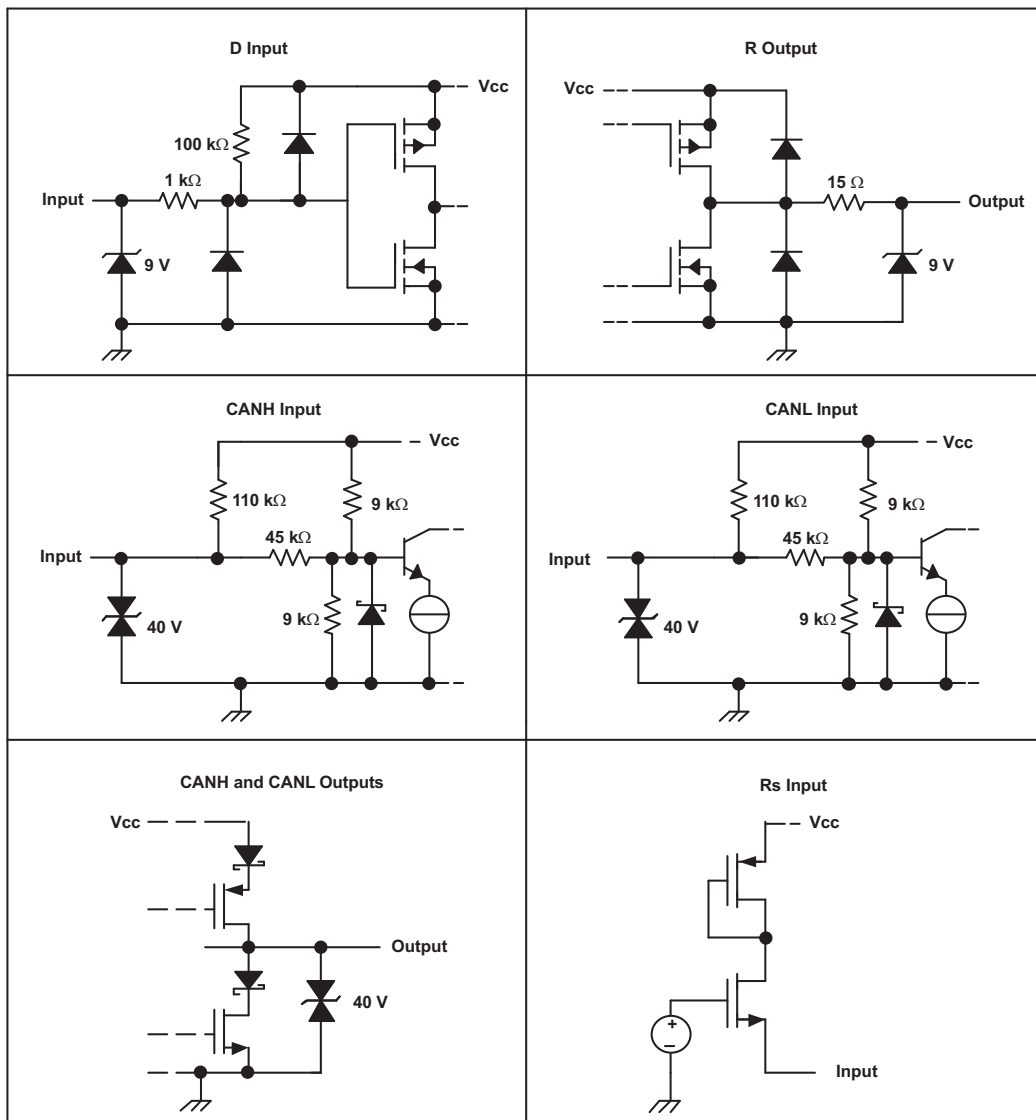 D Input
Vcc
100 kΩ
1 kΩ
Input
9 V
R Output
Vcc
15 Ω
Output
9 V
CANH Input
Vcc
110 kΩ
9 kΩ
45 kΩ
Input
9 kΩ
40 V
CANL Input
Vcc
110 kΩ
9 kΩ
45 kΩ
Input
9 kΩ
40 V
CANH and CANL Outputs
Vcc
Output
40 V
Rs Input
Vcc
+
−
Input